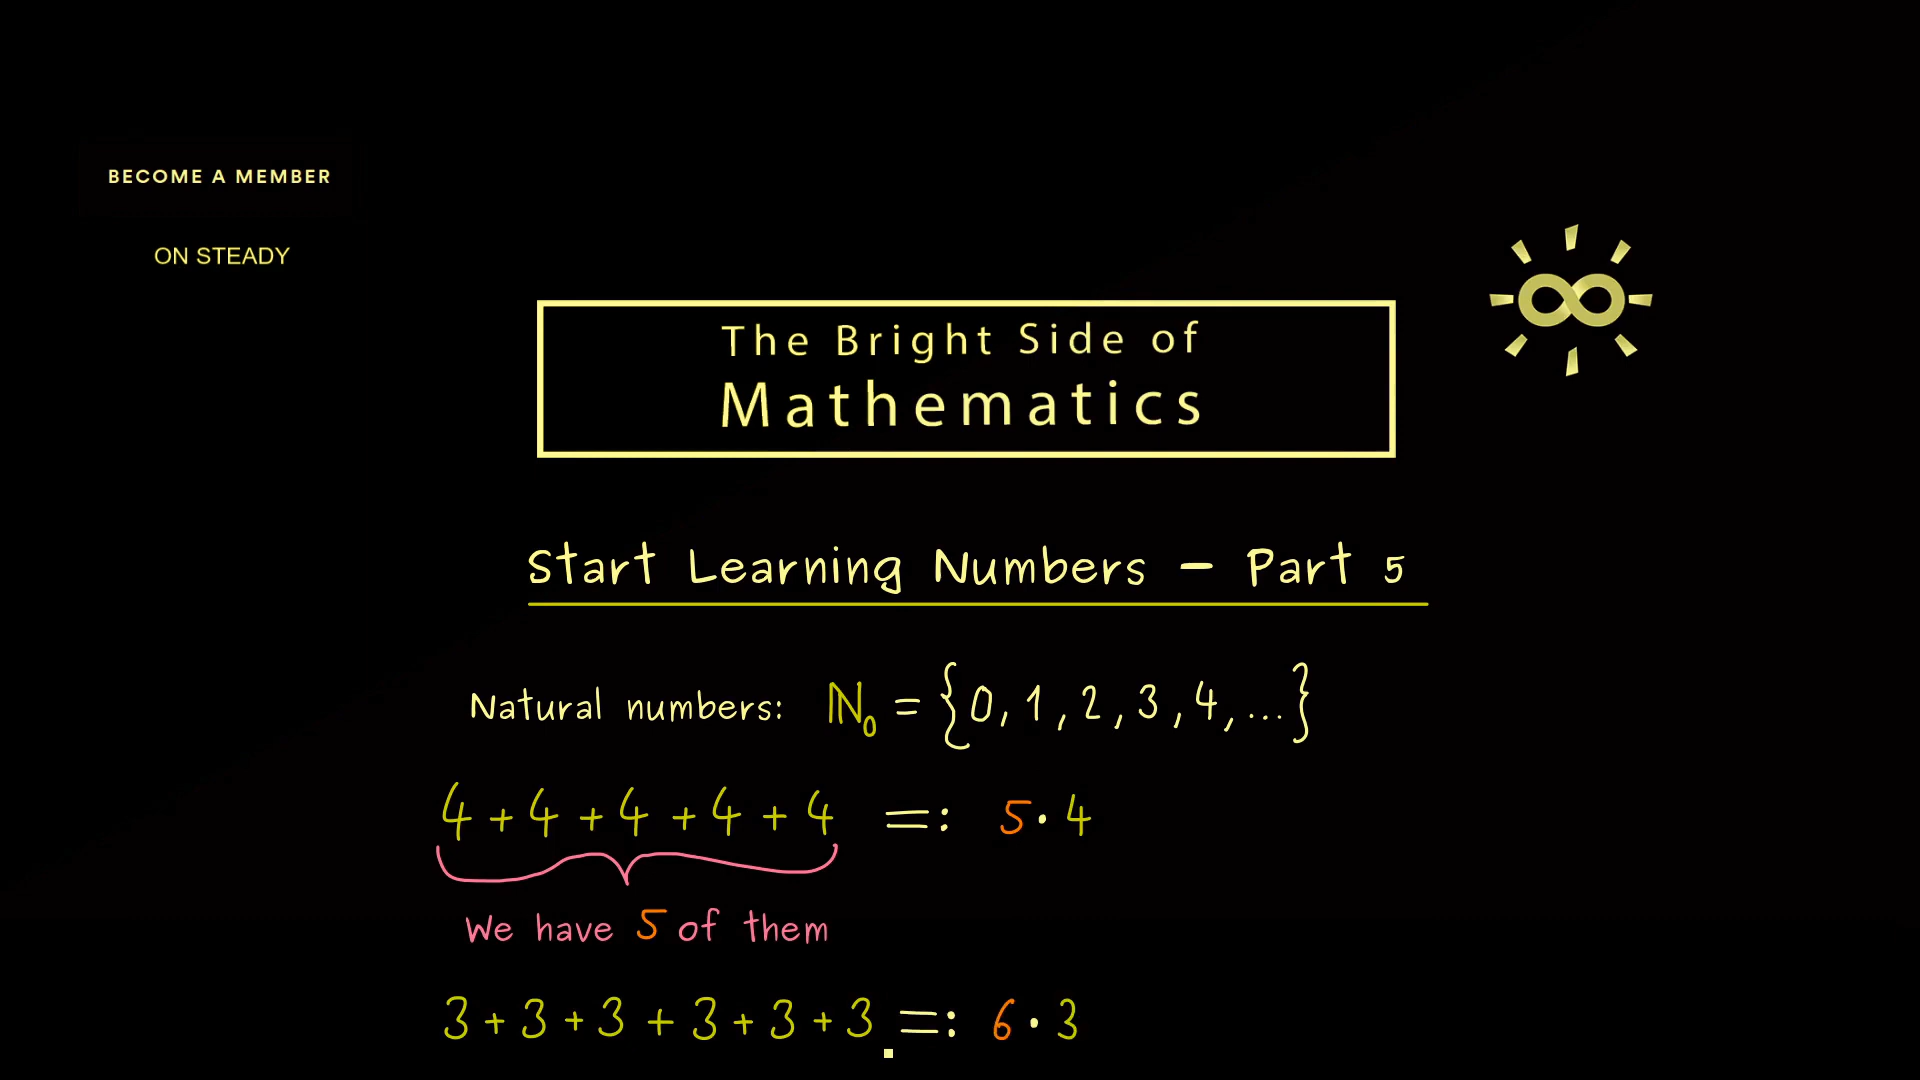 BECOME A MEMBER
ON STEADY
The Bright Side of
Mathematics
Start Learning Numbers – Part 5
Natural numbers: ℕ₀ = {0, 1, 2, 3, 4, ...}
4 + 4 + 4 + 4 + 4 =: 5 · 4
We have 5 of them
3 + 3 + 3 + 3 + 3 + 3 =: 6 · 3